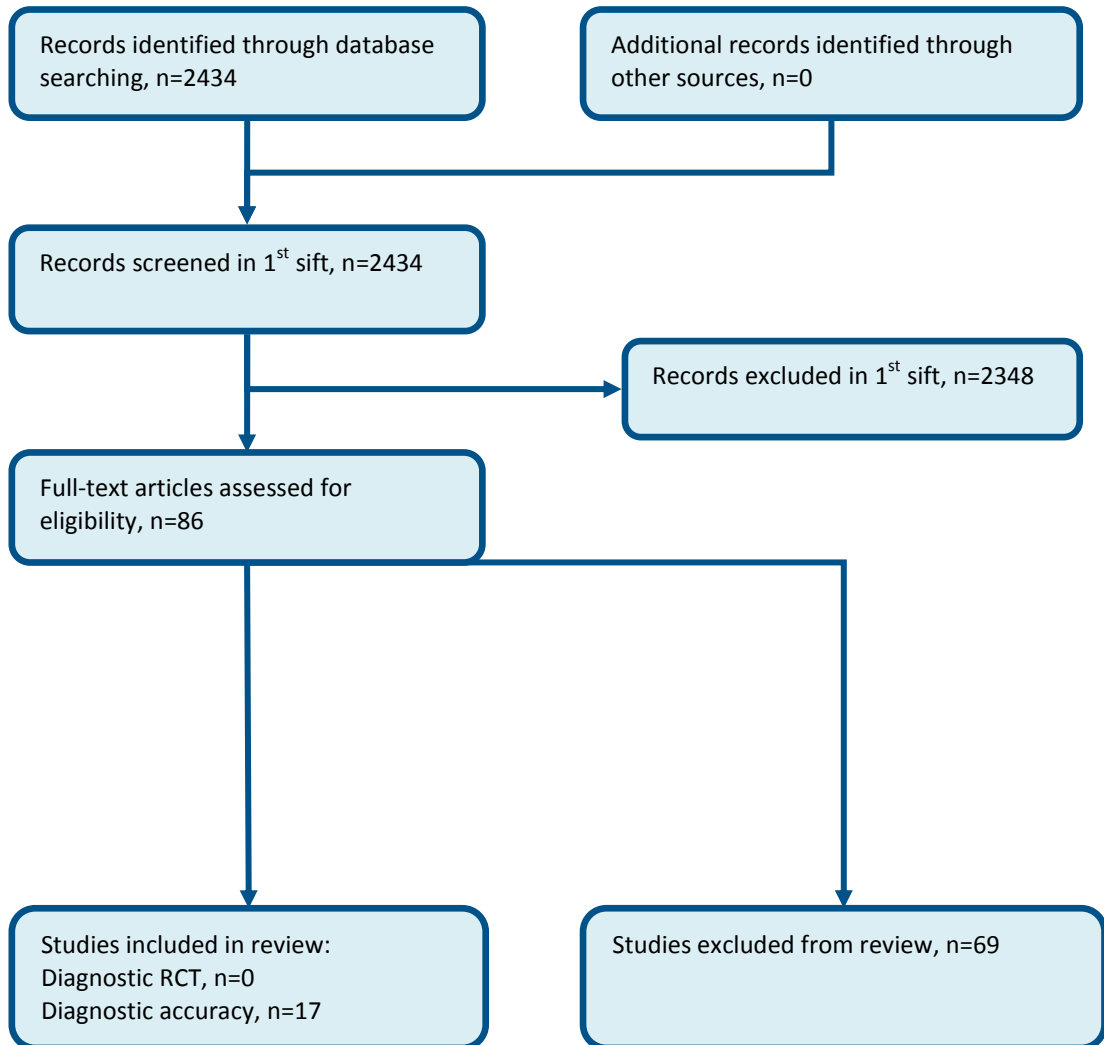 Records identified through database
searching, n=2434
Additional records identified through
other sources, n=0
Records screened in 1st sift, n=2434
Records excluded in 1st sift, n=2348
Full-text articles assessed for
eligibility, n=86
Studies included in review:
Diagnostic RCT, n=0
Diagnostic accuracy, n=17
Studies excluded from review, n=69